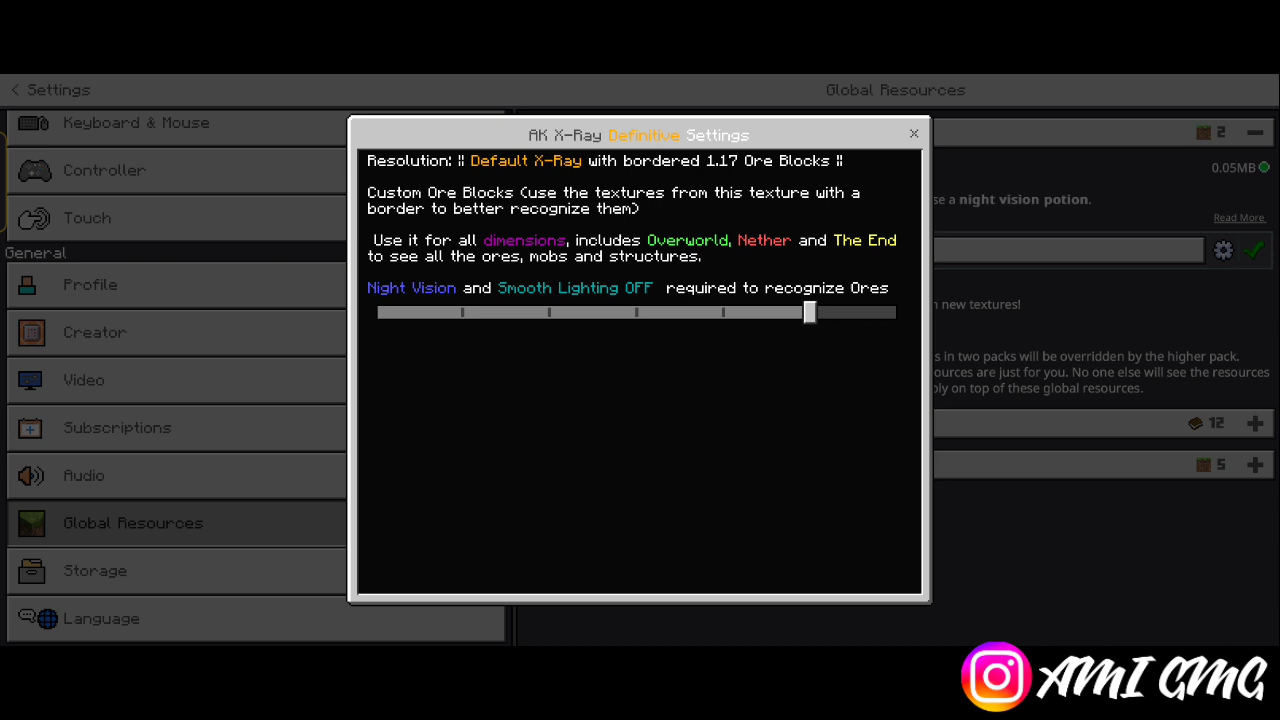 Settings
Global Resources
Keyboard & Mouse
Controller
Touch
General
Profile
Creator
Video
Subscriptions
Audio
Global Resources
Storage
Language
AK X-Ray Definitive Settings
Resolution: !! Default X-Ray with bordered 1.17 Ore Blocks !!
Custom Ore Blocks (use the textures from this texture with a
border to better recognize them)
Use it for all dimensions, includes Overworld, Nether and The End
to see all the ores, mobs and structures.
Night Vision and Smooth Lighting OFF required to recognize Ores
2
0.05MB
se a night vision potion.
Read More
n new textures!
s in two packs will be overridden by the higher pack.
ources are just for you. No one else will see the resources
ply on top of these global resources.
12
5
AMI GMG